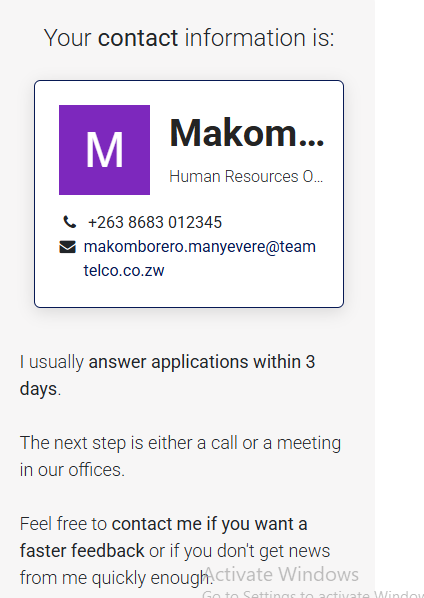 Your contact information is:
M
Makom...
Human Resources O...
+263 8683 012345
makomborero.manyevere@team
telco.co.zw
I usually answer applications within 3
days.
The next step is either a call or a meeting
in our offices.
Feel free to contact me if you want a
faster feedback or if you don't get news
from me quickly enough.
Activate Windows
Go to Settings to activate Window